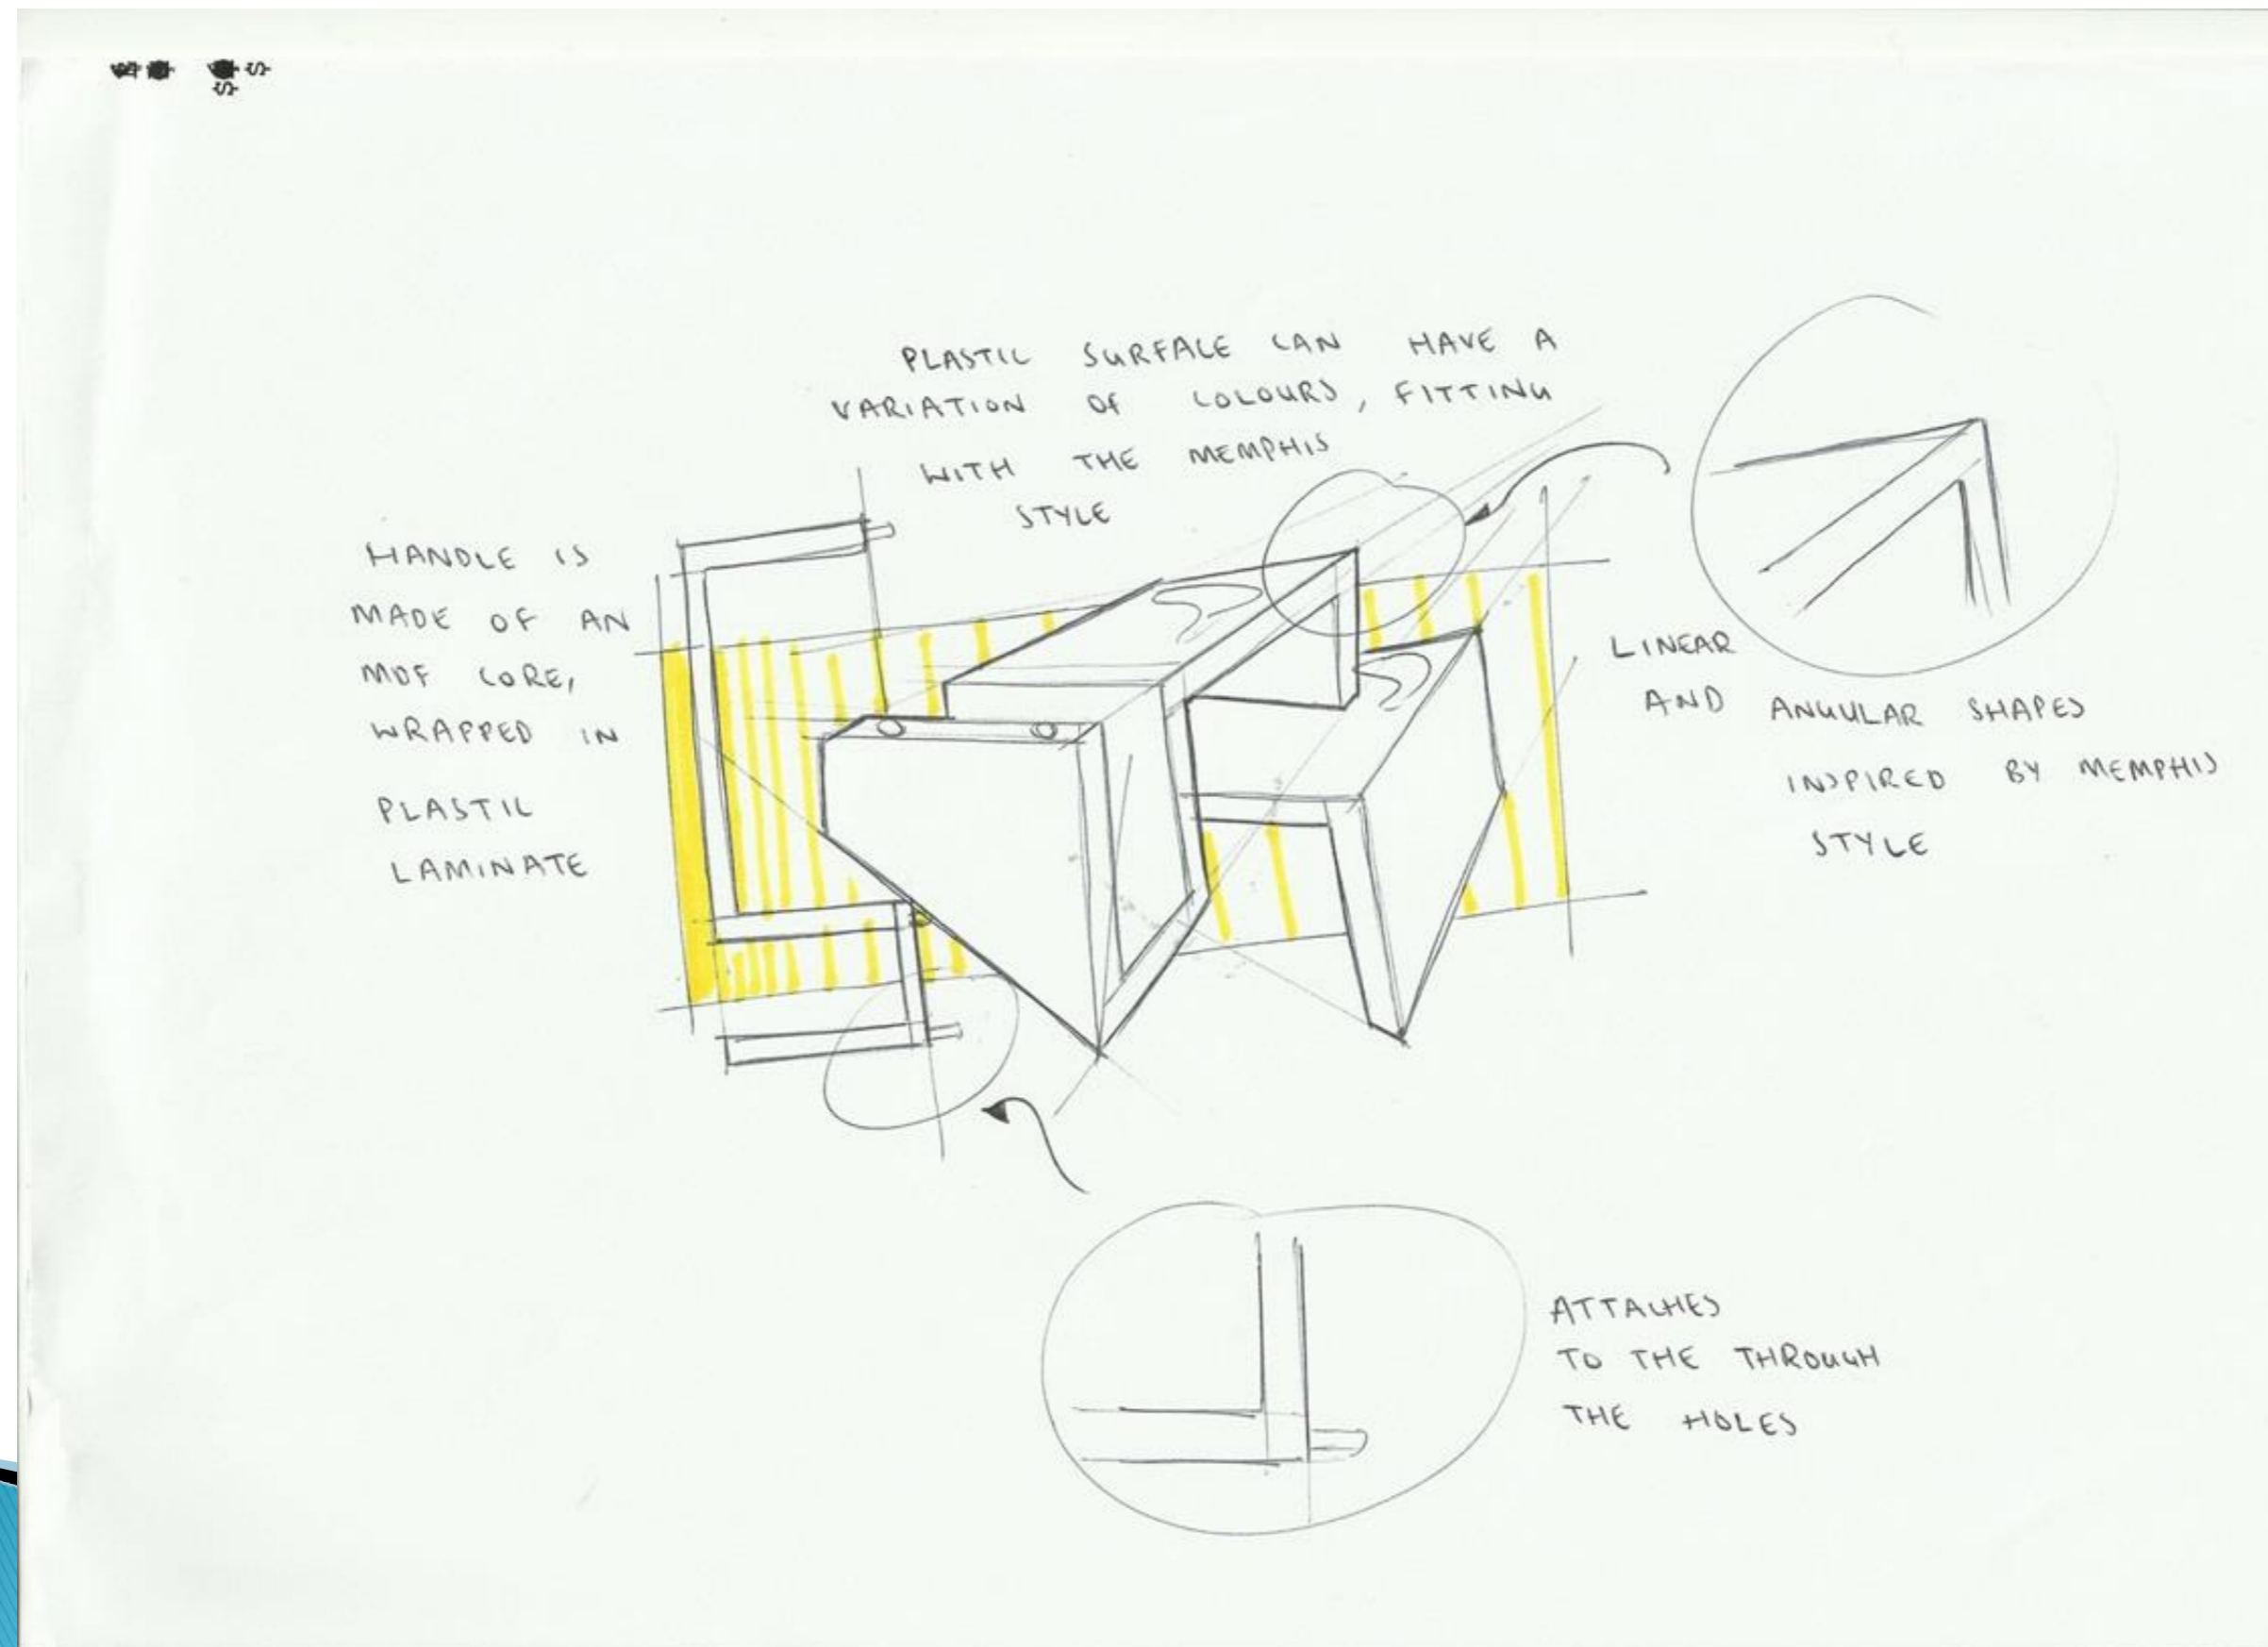 PLASTIC SURFACE CAN HAVE A
VARIATION OF COLOURS, FITTING
WITH THE MEMPHIS
STYLE
HANDLE IS
MADE OF AN
MDF CORE,
WRAPPED IN
PLASTIC
LAMINATE
LINEAR
AND ANGULAR SHAPES
INSPIRED BY MEMPHIS
STYLE
ATTACHES
TO THE THROUGH
THE HOLES